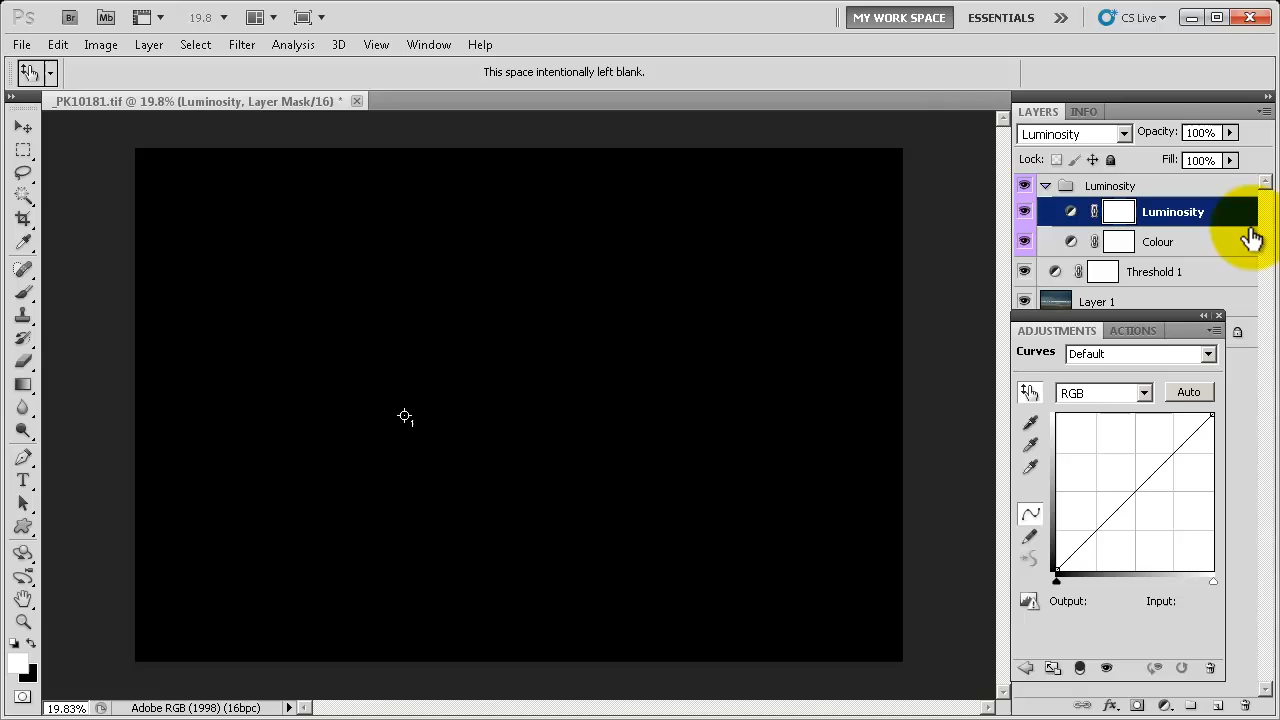 Ps Br Mb 19.8 MY WORK SPACE ESSENTIALS CS Live
File Edit Image Layer Select Filter Analysis 3D View Window Help
This space intentionally left blank.
_PK10181.tif @ 19.8% (Luminosity, Layer Mask/16) *
LAYERS INFO
Luminosity Opacity: 100%
Lock: Fill: 100%
Luminosity
Luminosity
Colour
Threshold 1
Layer 1
ADJUSTMENTS ACTIONS
Curves Default
RGB Auto
1
Output: Input:
19.83% Adobe RGB (1998) (16bpc)